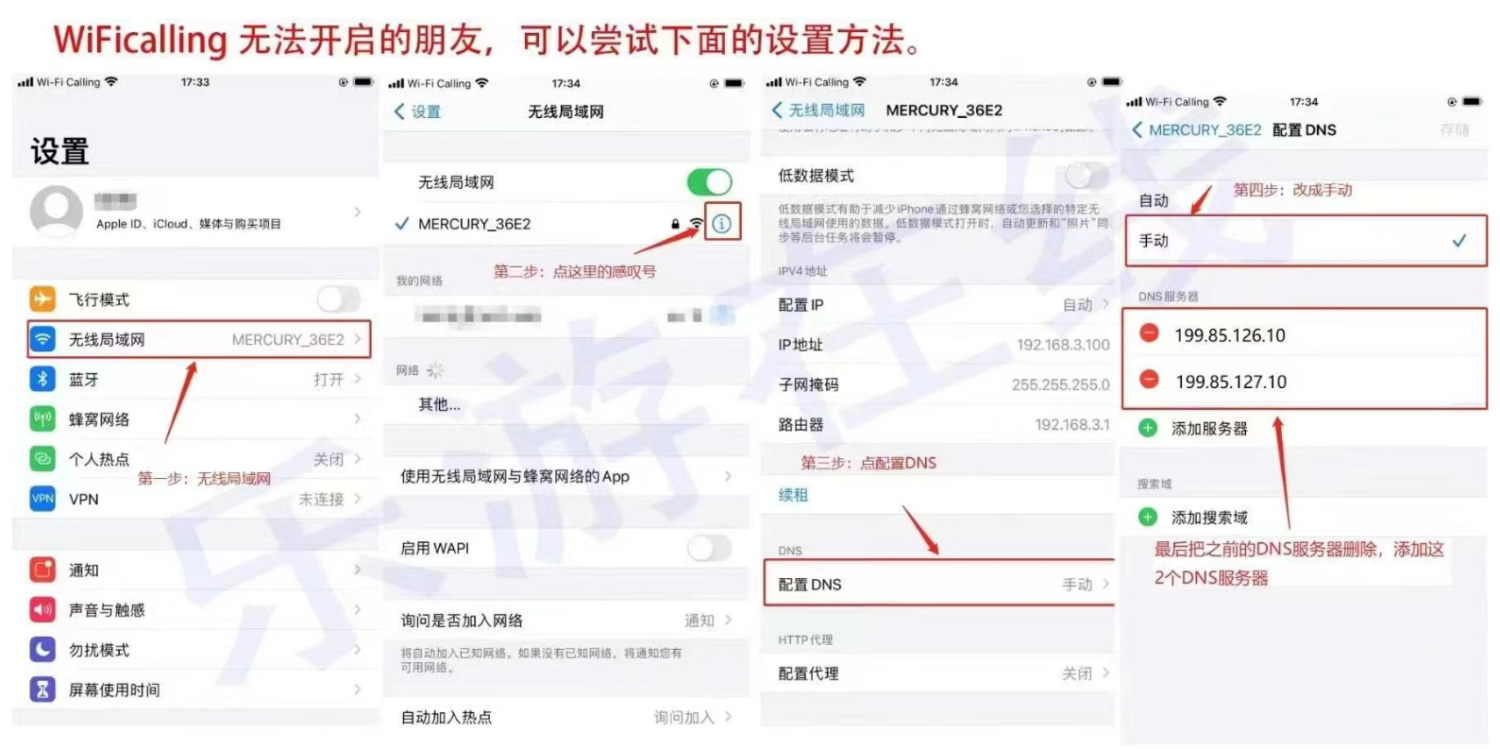 WiFicalling 无法开启的朋友，可以尝试下面的设置方法。
Wi-Fi Calling 17:33
设置
Apple ID、iCloud、媒体与购买项目
飞行模式
无线局域网 MERCURY_36E2
蓝牙 打开
蜂窝网络
个人热点 关闭
第一步：无线局域网
VPN VPN 未连接
通知
声音与触感
勿扰模式
屏幕使用时间
Wi-Fi Calling 17:34
设置 无线局域网
无线局域网
MERCURY_36E2
第二步：点这里的感叹号
我的网络
网络
其他...
使用无线局域网与蜂窝网络的App
启用 WAPI
询问是否加入网络 通知
将自动加入已知网络。如果没有已知网络，将通知您有
可用网络。
自动加入热点 询问加入
Wi-Fi Calling 17:34
无线局域网 MERCURY_36E2
低数据模式
低数据模式有助于减少 iPhone 通过蜂窝网络或您选择的特定无
线局域网使用的数据。低数据模式打开时，自动更新和“照片”同
步等后台任务将会暂停。
IPV4 地址
配置 IP 自动
IP 地址 192.168.3.100
子网掩码 255.255.255.0
路由器 192.168.3.1
第三步：点配置DNS
续租
DNS
配置 DNS 手动
HTTP 代理
配置代理 关闭
Wi-Fi Calling 17:34
MERCURY_36E2 配置 DNS 存储
第四步：改成手动
自动
手动
DNS 服务器
199.85.126.10
199.85.127.10
添加服务器
搜索域
添加搜索域
最后把之前的DNS服务器删除，添加这
2个DNS服务器
乐游在线